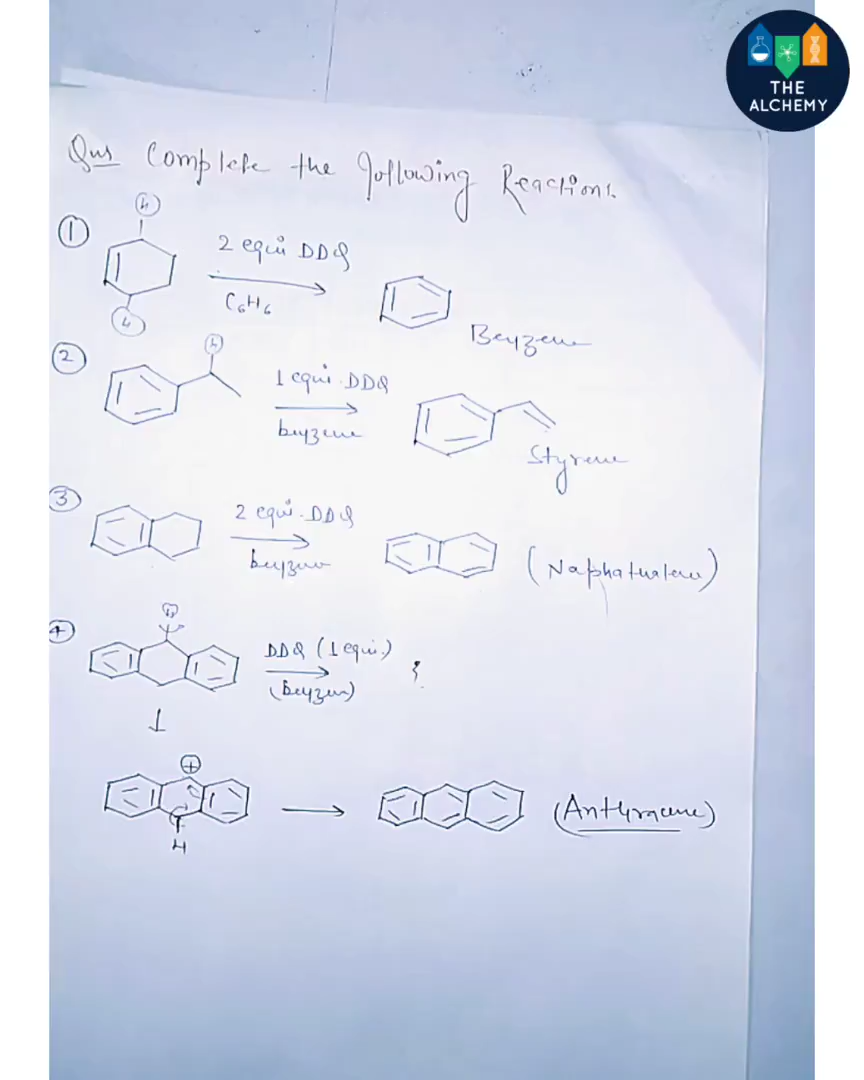 THE
ALCHEMY
Qus Complete the following Reactions.
① H
2 equi DDQ
C6H6
H
Benzene
② H
1 equi. DDQ
benzene
Styrene
③ 2 equi. DDQ
benzene
(Naphathalene)
④ H
DDQ (1 equi.)
(benzene)
↓
⊕
H
(Anthracene)